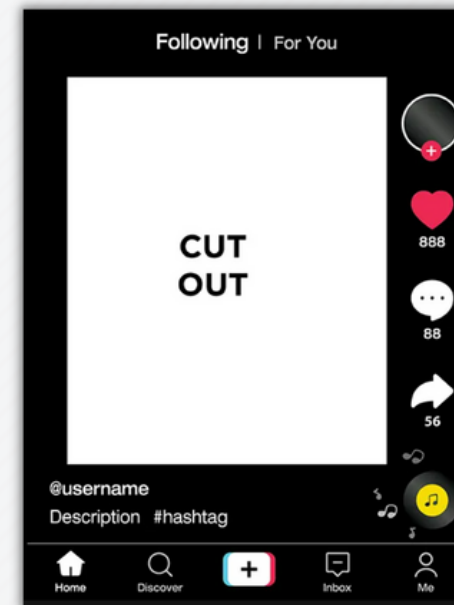 Following | For You
CUT
OUT
888
88
56
@username
Description #hashtag
Home Discover Inbox Me